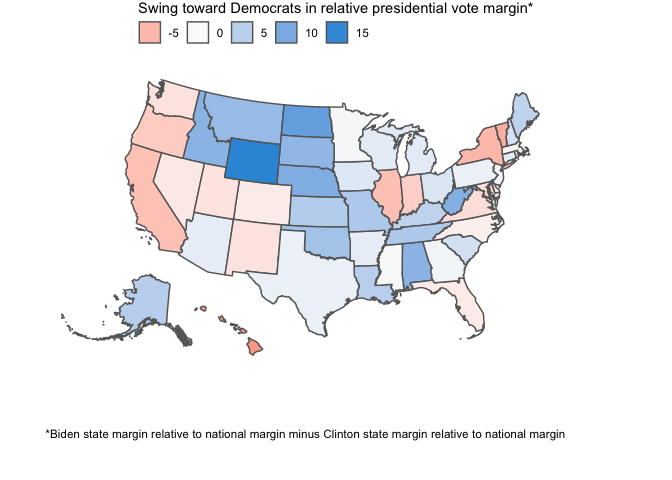 Swing toward Democrats in relative presidential vote margin*
-5 0 5 10 15
*Biden state margin relative to national margin minus Clinton state margin relative to national margin